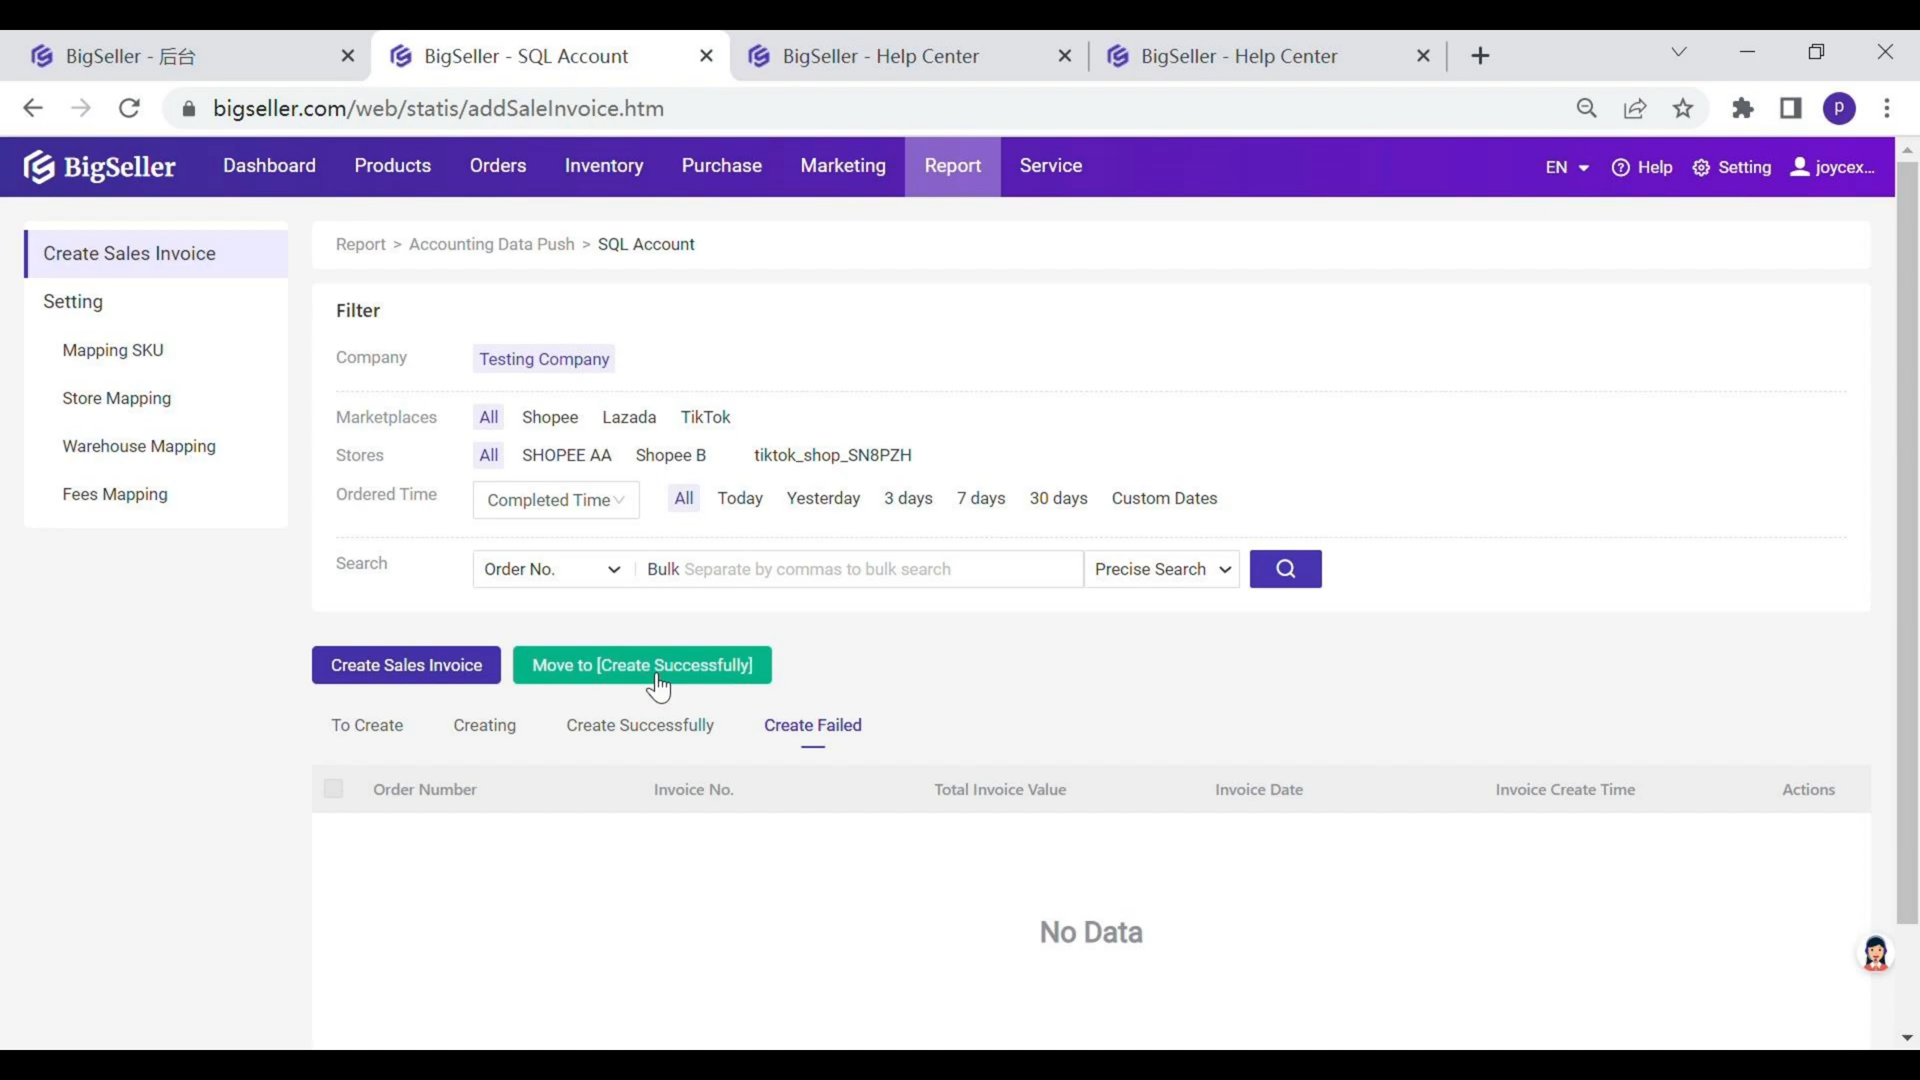 BigSeller - 后台
BigSeller - SQL Account
BigSeller - Help Center
BigSeller - Help Center
bigseller.com/web/statis/addSaleInvoice.htm
P
BigSeller
Dashboard
Products
Orders
Inventory
Purchase
Marketing
Report
Service
EN
Help
Setting
joycex...
Create Sales Invoice
Setting
Mapping SKU
Store Mapping
Warehouse Mapping
Fees Mapping
Report > Accounting Data Push > SQL Account
Filter
Company Testing Company
Marketplaces All Shopee Lazada TikTok
Stores All SHOPEE AA Shopee B tiktok_shop_SN8PZH
Ordered Time Completed Time All Today Yesterday 3 days 7 days 30 days Custom Dates
Search Order No. Bulk Separate by commas to bulk search Precise Search
Create Sales Invoice Move to [Create Successfully]
To Create Creating Create Successfully Create Failed
Order Number Invoice No. Total Invoice Value Invoice Date Invoice Create Time Actions
No Data